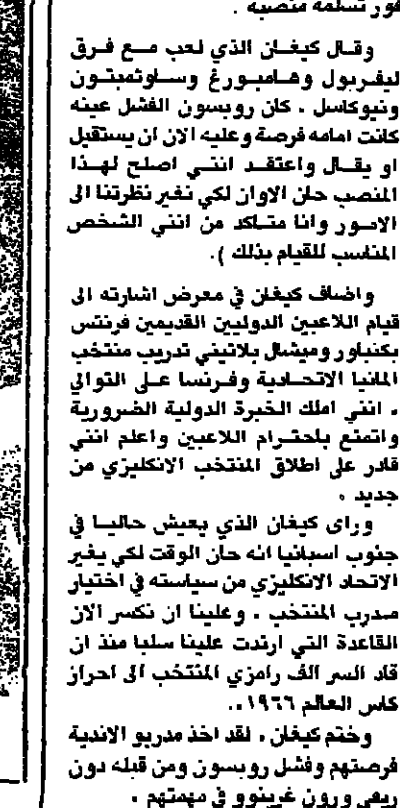 فور تسلمه منصبه .
وقال كيغان الذي لعب مع فرق
ليفربول وهامبورغ وساوثمبتون
ونيوكاسل . كان روبسون الفشل عينه
كانت امامه فرصة وعليه الان ان يستقيل
او يقال واعتقد انني اصلح لهذا
المنصب حان الاوان لكي نغير نظرتنا الى
الامور وانا متاكد من انني الشخص
المناسب للقيام بذلك ).
واضاف كيغان في معرض اشارته الى
قيام اللاعبين الدوليين القديمين فرنتس
بكنباور وميشال بلاتيني تدريب منتخب
المانيا الاتحادية وفرنسا على التوالي
، انني املك الخبرة الدولية الضرورية
واتمتع باحترام اللاعبين واعلم انني
قادر على اطلاق المنتخب الانكليزي من
جديد ،
وراى كيغان الذي يعيش حاليا في
جنوب اسبانيا انه حان الوقت لكي يغير
الاتحاد الانكليزي من سياسته في اختيار
مدرب المنتخب . وعلينا ان نكسر الان
القاعدة التي ارتدت علينا سلبا منذ ان
قاد السر الف رامزي المنتخب الى احراز
كاس العالم ١٩٦٦ ..
وختم كيغان ، لقد اخذ مدربو الاندية
فرصتهم وفشل روبسون ومن قبله دون
ريفي ورون غرينوو في مهمتهم .